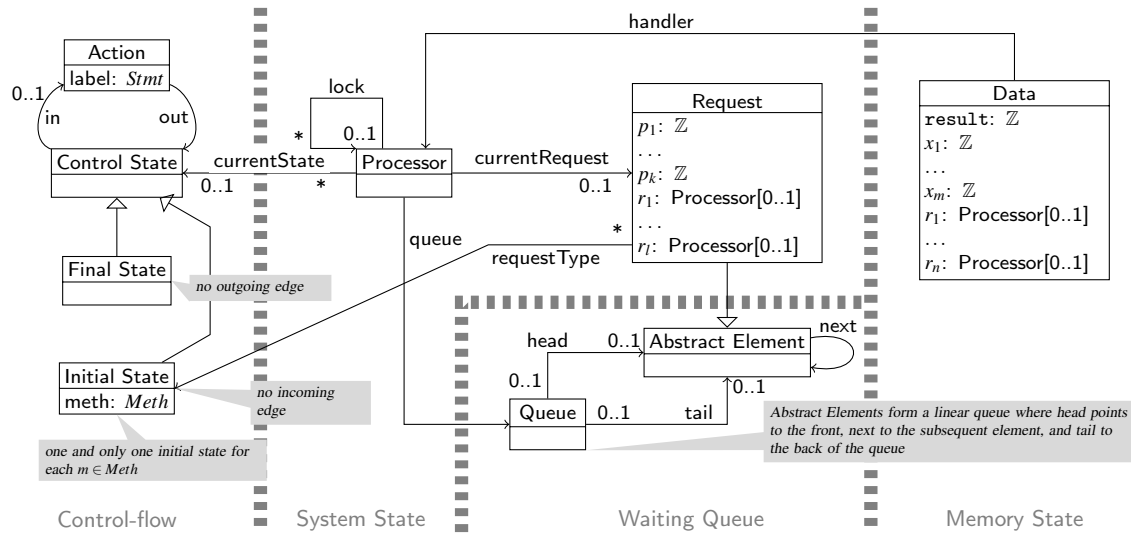 handler
Action
label: Stmt
0..1
in
out
Control State
lock
*
0..1
Processor
currentState
0..1
*
currentRequest
0..1
Request
p1: ℤ
...
pk: ℤ
r1: Processor[0..1]
...
rl: Processor[0..1]
Data
result: ℤ
x1: ℤ
...
xm: ℤ
r1: Processor[0..1]
...
rn: Processor[0..1]
queue
*
requestType
Final State
no outgoing edge
head
0..1
Abstract Element
next
0..1
0..1
Initial State
meth: Meth
no incoming
edge
Queue
0..1
tail
Abstract Elements form a linear queue where head points
to the front, next to the subsequent element, and tail to
the back of the queue
one and only one initial state for
each m ∈ Meth
Control-flow
System State
Waiting Queue
Memory State